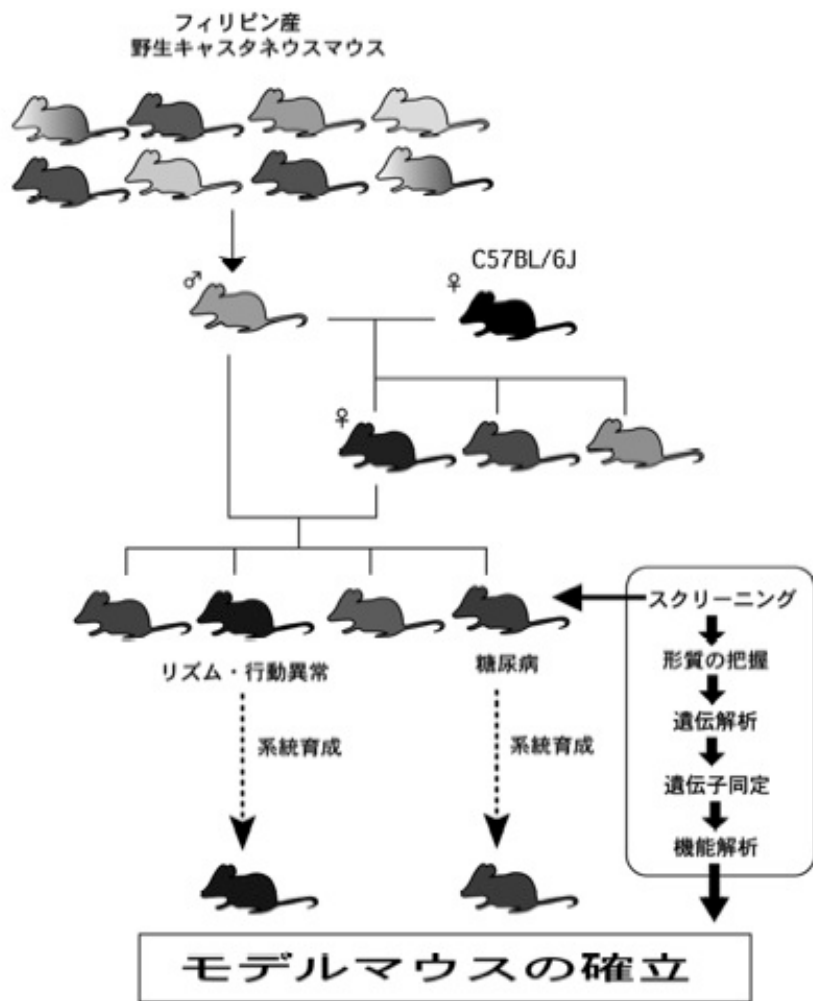 フィリピン産
野生キャスタネウスマウス
♂
C57BL/6J
♀
♀
スクリーニング
形質の把握
遺伝解析
遺伝子同定
機能解析
リズム・行動異常
糖尿病
系統育成
系統育成
モデルマウスの確立